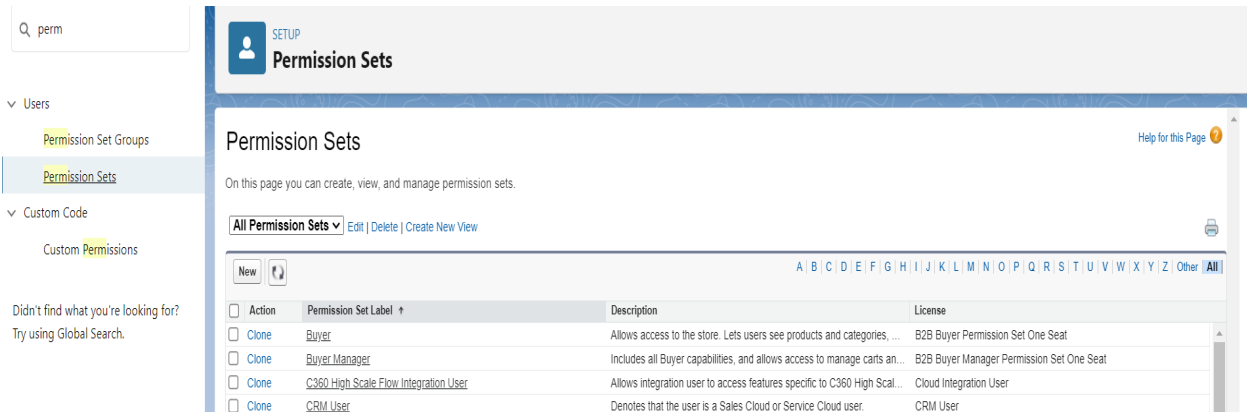 perm
Users
Permission Set Groups
Permission Sets
Custom Code
Custom Permissions
Didn't find what you're looking for?
Try using Global Search.
SETUP
Permission Sets
Permission Sets
Help for this Page ?
On this page you can create, view, and manage permission sets.
All Permission Sets Edit | Delete | Create New View
New A | B | C | D | E | F | G | H | I | J | K | L | M | N | O | P | Q | R | S | T | U | V | W | X | Y | Z | Other All
Action Permission Set Label ↑ Description License
Clone Buyer Allows access to the store. Lets users see products and categories, ... B2B Buyer Permission Set One Seat
Clone Buyer Manager Includes all Buyer capabilities, and allows access to manage carts an... B2B Buyer Manager Permission Set One Seat
Clone C360 High Scale Flow Integration User Allows integration user to access features specific to C360 High Scal... Cloud Integration User
Clone CRM User Denotes that the user is a Sales Cloud or Service Cloud user. CRM User